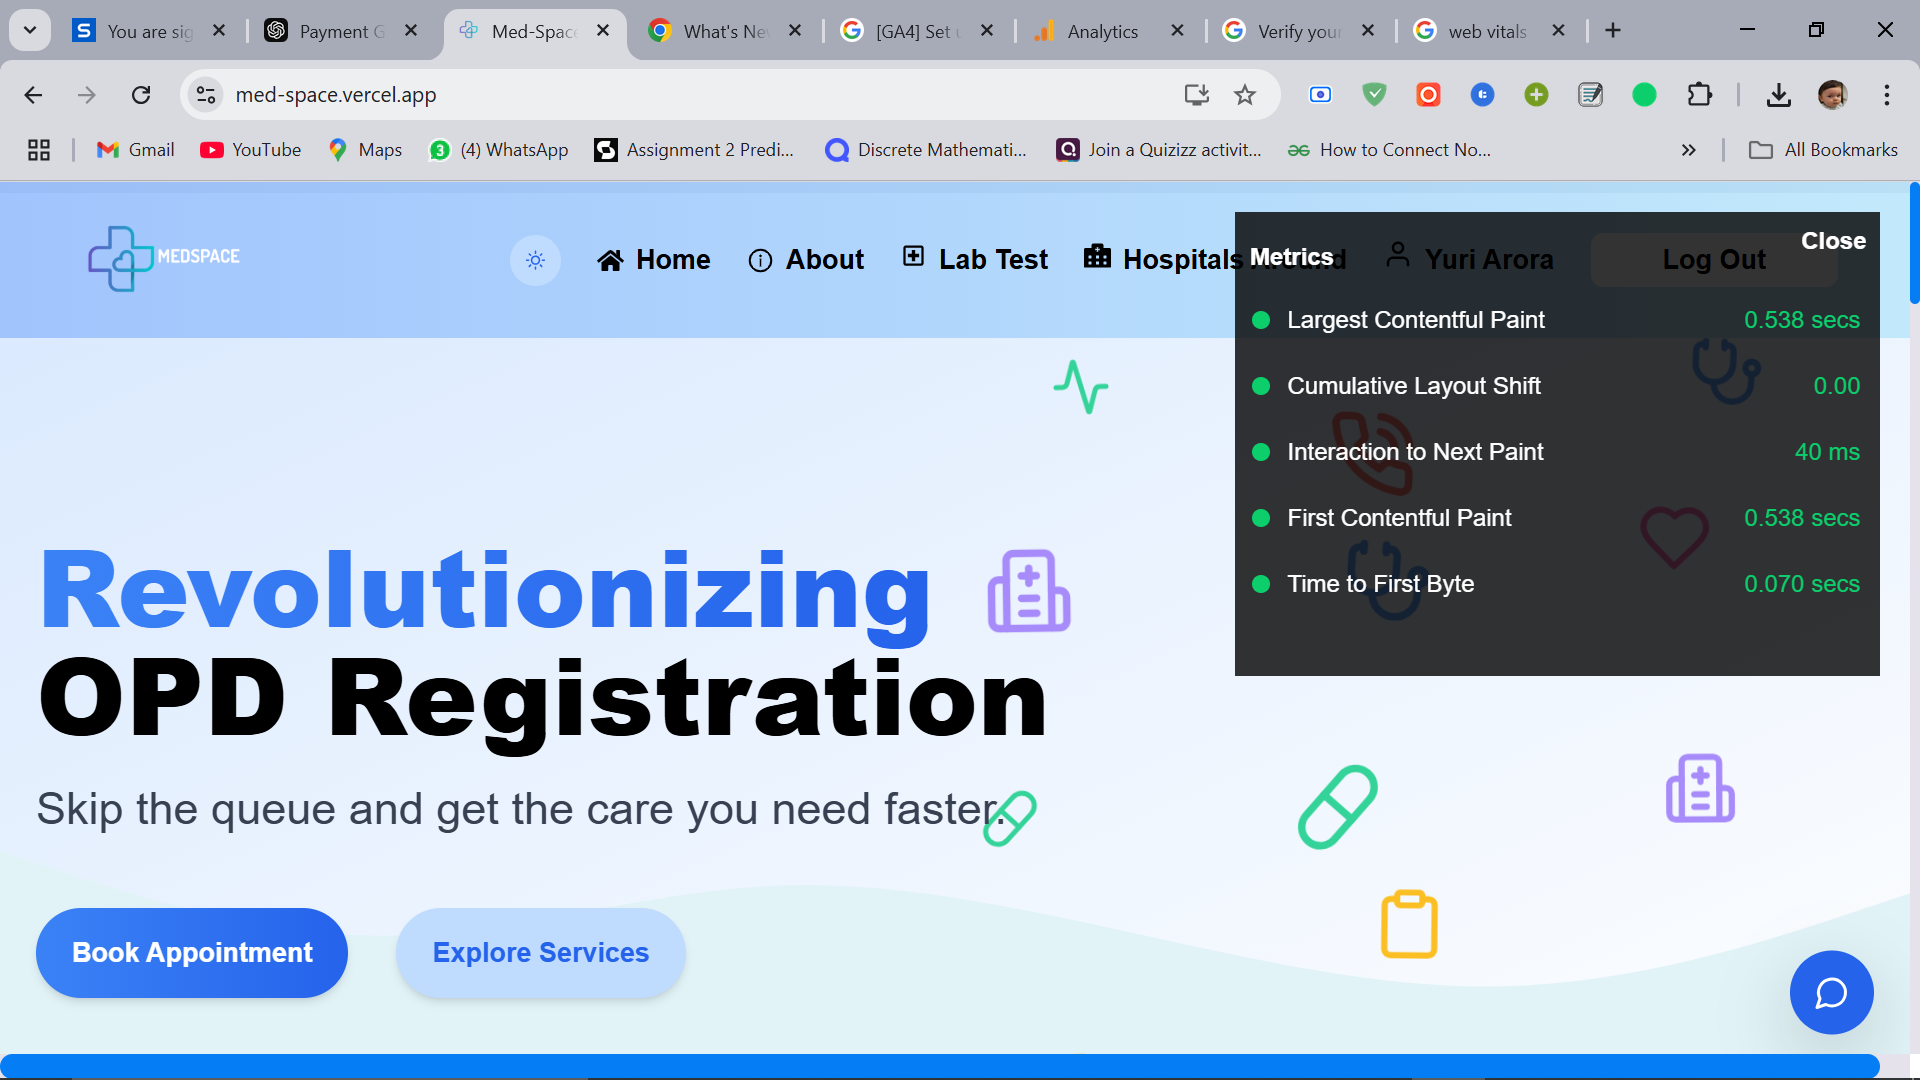 You are sig
Payment G
Med-Space
What's Ne
[GA4] Set u
Analytics
Verify your
web vitals
med-space.vercel.app
Gmail
YouTube
Maps
3
(4) WhatsApp
Assignment 2 Predi...
Discrete Mathemati...
Join a Quizizz activit...
How to Connect No...
All Bookmarks
MEDSPACE
Home
About
Lab Test
Hospitals Around
Yuri Arora
Log Out
Metrics
Close
Largest Contentful Paint 0.538 secs
Cumulative Layout Shift 0.00
Interaction to Next Paint 40 ms
First Contentful Paint 0.538 secs
Time to First Byte 0.070 secs
Revolutionizing
OPD Registration
Skip the queue and get the care you need faster.
Book Appointment
Explore Services